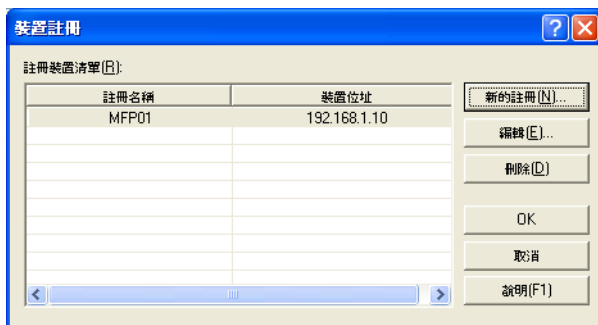 裝置註冊
註冊裝置清單(R):
註冊名稱 裝置位址
MFP01 192.168.1.10
新的註冊(N)...
編輯(E)...
刪除(D)
OK
取消
說明(F1)